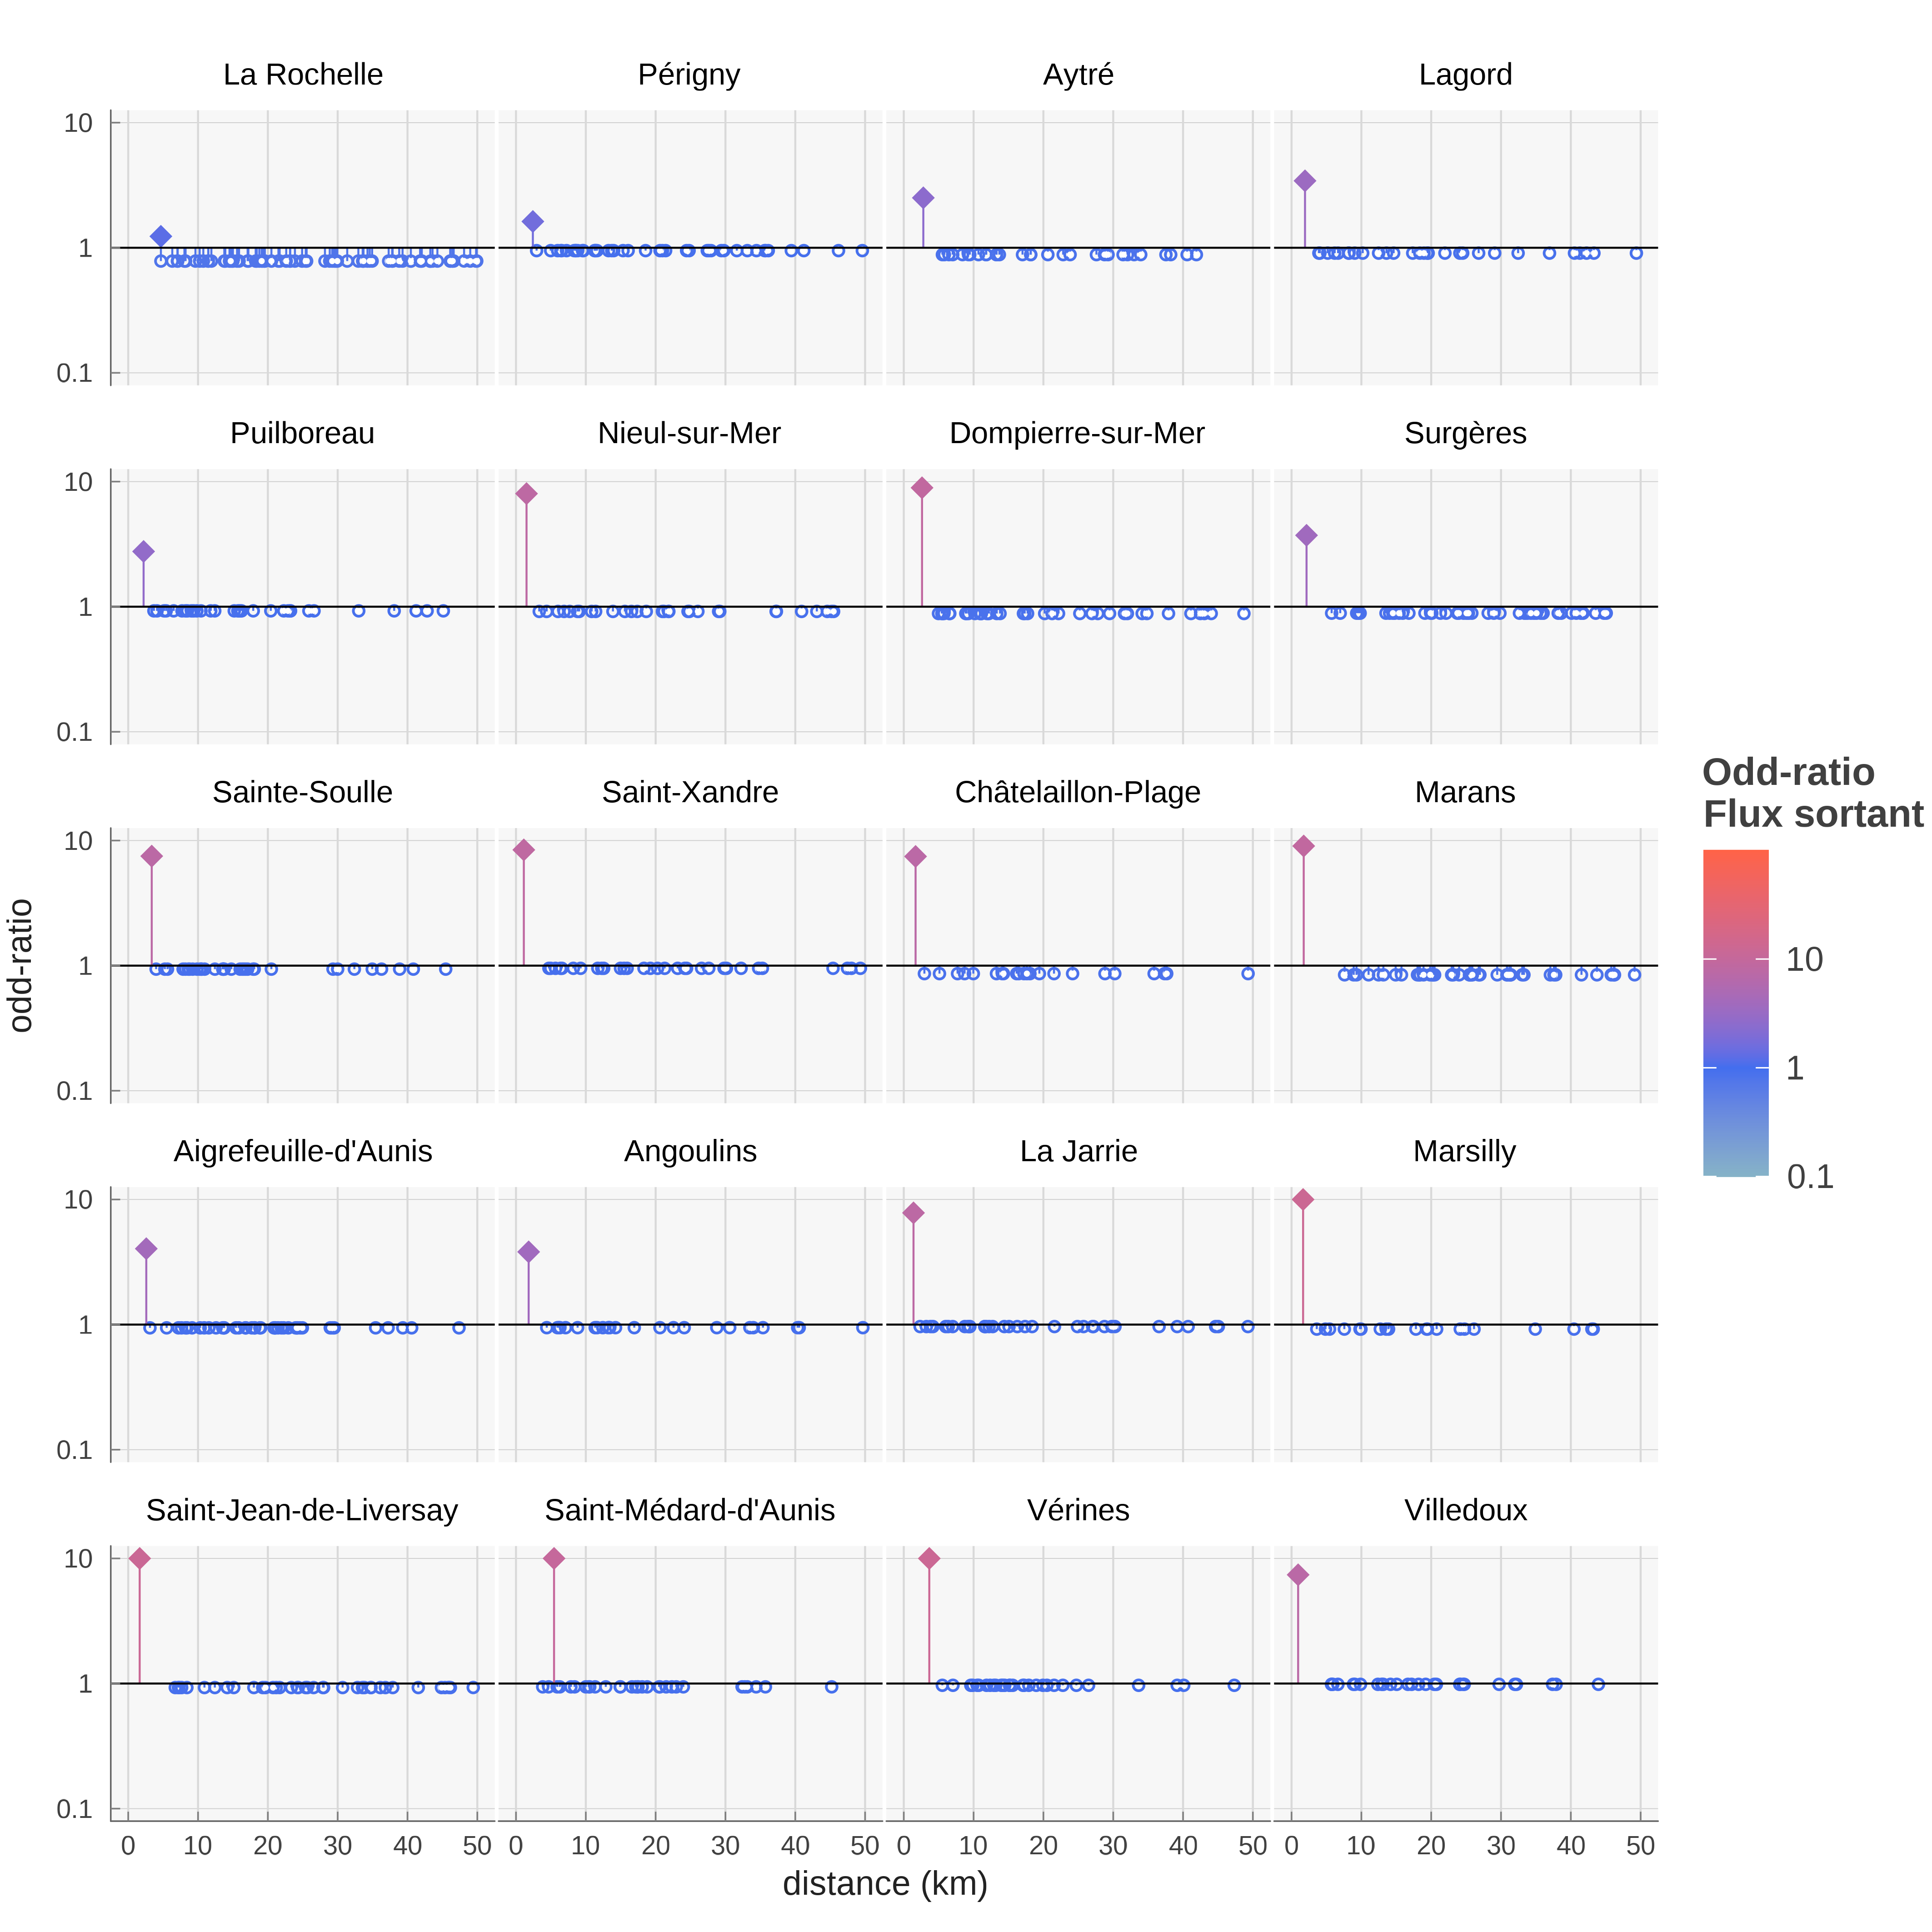 La Rochelle
Périgny
Aytré
Lagord
10
1
0.1
Puilboreau
Nieul-sur-Mer
Dompierre-sur-Mer
Surgères
10
1
0.1
Sainte-Soulle
Saint-Xandre
Châtelaillon-Plage
Marans
10
1
0.1
Aigrefeuille-d'Aunis
Angoulins
La Jarrie
Marsilly
10
1
0.1
Saint-Jean-de-Liversay
Saint-Médard-d'Aunis
Vérines
Villedoux
10
1
0.1
0 10 20 30 40 50
0 10 20 30 40 50
0 10 20 30 40 50
0 10 20 30 40 50
distance (km)
odd-ratio
Odd-ratio
Flux sortant
10
1
0.1